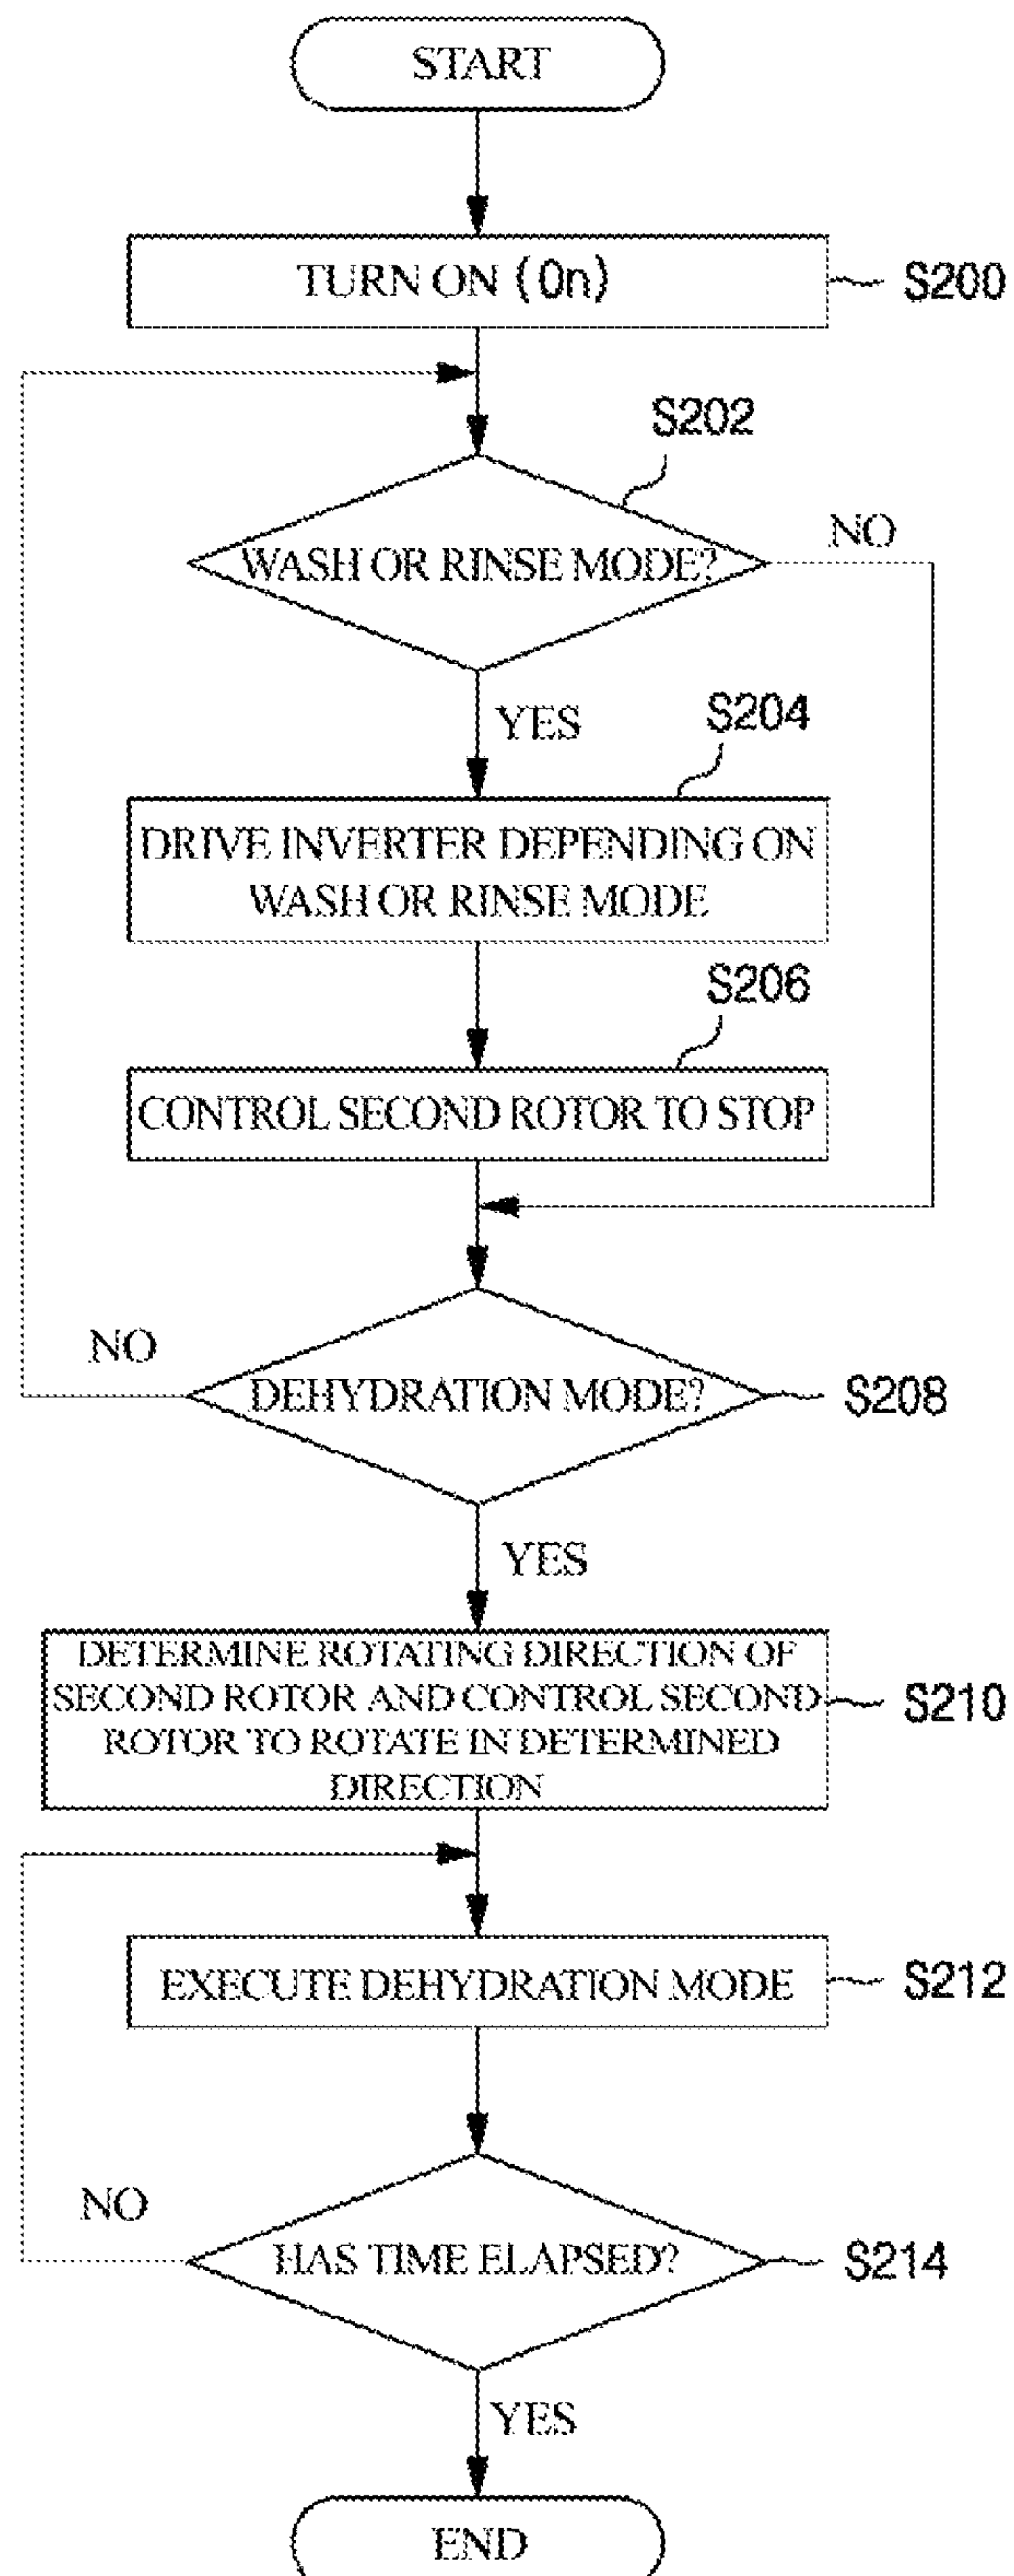 START
TURN ON (On)
S200
S202
WASH OR RINSE MODE?
NO
YES
S204
DRIVE INVERTER DEPENDING ON
WASH OR RINSE MODE
S206
CONTROL SECOND ROTOR TO STOP
NO
DEHYDRATION MODE?
S208
YES
DETERMINE ROTATING DIRECTION OF
SECOND ROTOR AND CONTROL SECOND
ROTOR TO ROTATE IN DETERMINED
DIRECTION
S210
EXECUTE DEHYDRATION MODE
S212
NO
HAS TIME ELAPSED?
S214
YES
END